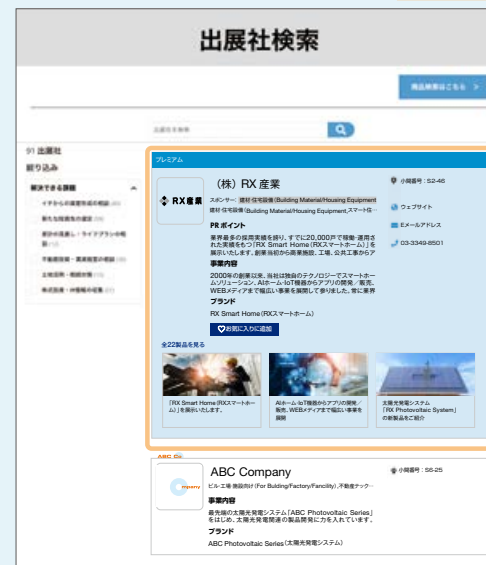 出展社検索
商品検索はこちら >
91 出展社
絞り込み
解決できる課題
プレミアム
RX 産業
(株) RX 産業
スポンサー: 建材・住宅設備(Building Material/Housing Equipment
建材・住宅設備(Building Material/Housing Equipment,スマート住…
PR ポイント
業界最多の採用実績を誇り、すでに20,000戸で稼働・運用さ
れた実績をもつ「RX Smart Home(RXスマートホーム)」を
展示いたします。創業当初から商業施設、工場、公共工事からア
事業内容
2000年の創業以来、当社は独自のテクノロジーでスマートホー
ムソリューション、AIホーム・IoT機器からアプリの開発/販売、
WEBメディアまで幅広い事業を展開して参りました。常に業界
ブランド
RX Smart Home(RXスマートホーム)
お気に入りに追加
小間番号:S2-46
ウェブサイト
Eメールアドレス
03-3349-8501
全22製品を見る
「RX Smart Home(RXスマートホー
ム)」を展示いたします。
AIホーム・IoT機器からアプリの開発/
販売、WEBメディアまで幅広い事業を
展開
太陽光発電システム
「RX Photovoltaic System」
の新製品をご紹介
ABC Co
ompany
ABC Company
ビル・工場・施設向け(For Building/Factory/Fancility),不動産テック…
事業内容
最先端の太陽光発電システム「ABC Photovoltaic Series」
をはじめ、太陽光発電関連の製品開発に力を入れています。
ブランド
ABC Photovoltaic Series(太陽光発電システム)
小間番号:S6-25